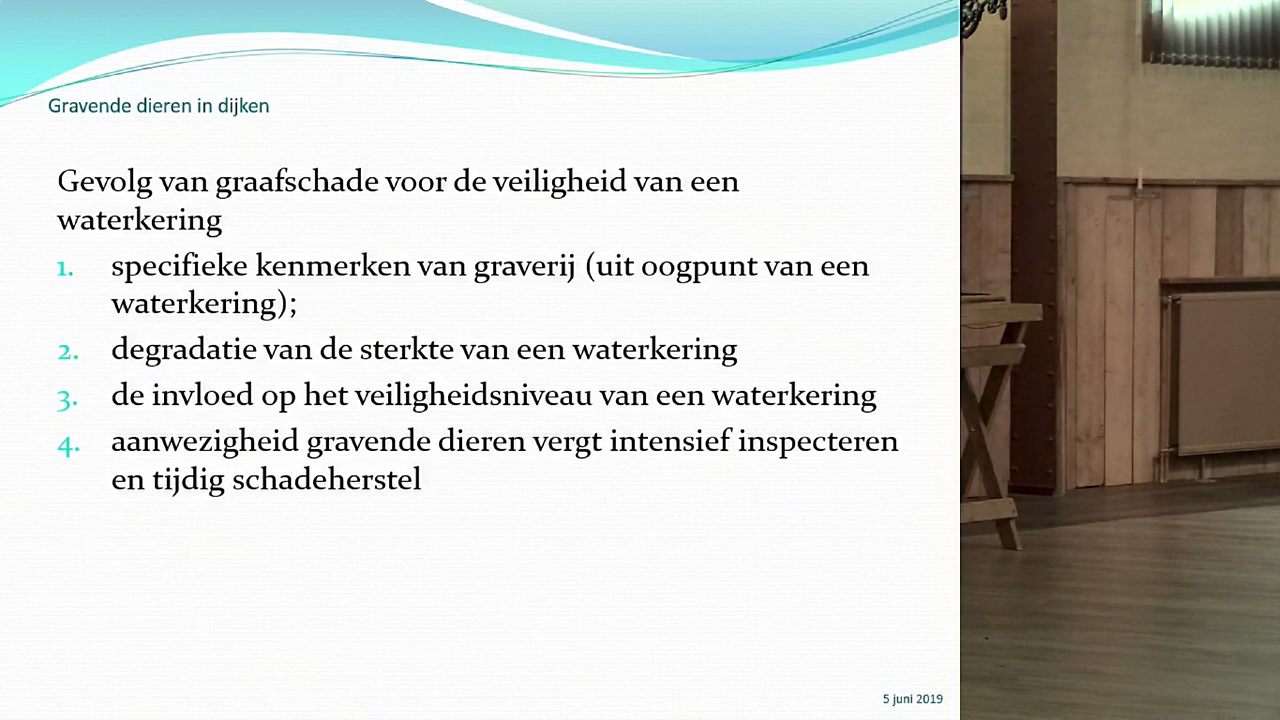 Gravende dieren in dijken
Gevolg van graafschade voor de veiligheid van een
waterkering
1. specifieke kenmerken van graverij (uit oogpunt van een
waterkering);
2. degradatie van de sterkte van een waterkering
3. de invloed op het veiligheidsniveau van een waterkering
4. aanwezigheid gravende dieren vergt intensief inspecteren
en tijdig schadeherstel
5 juni 2019